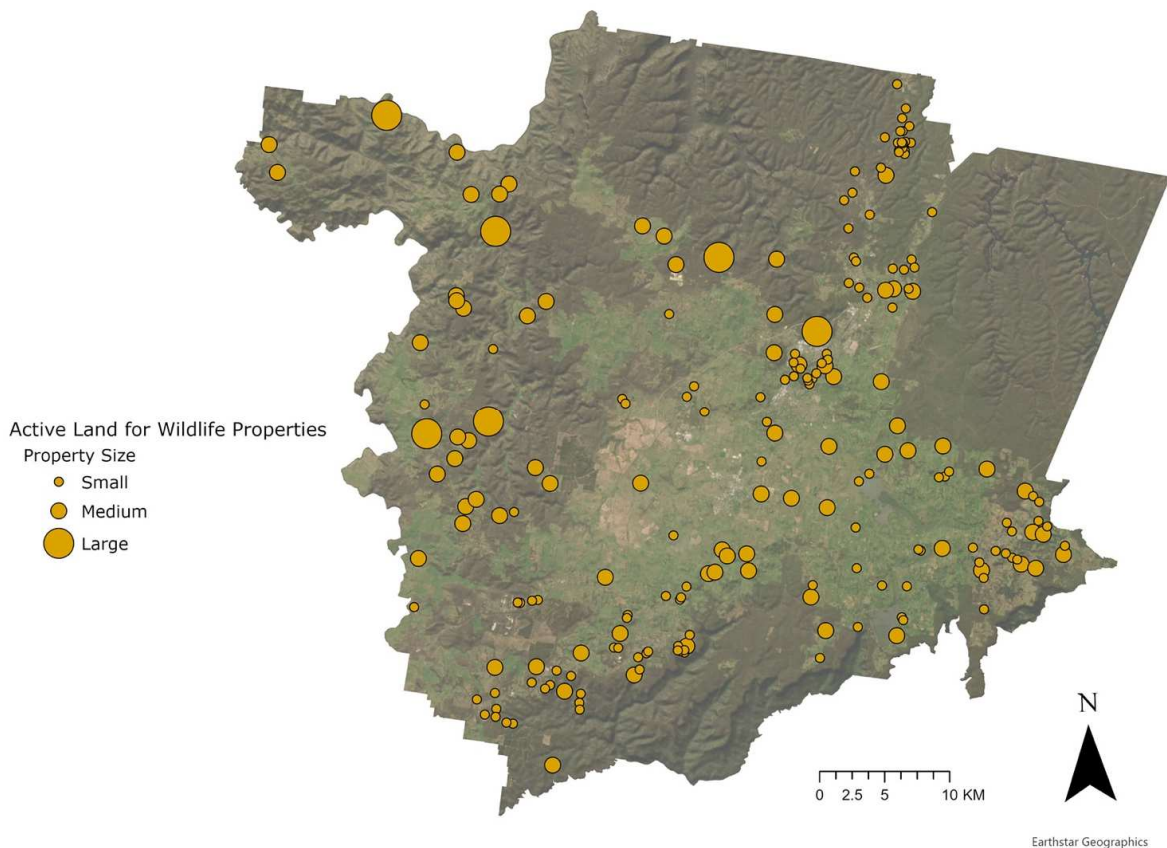 Active Land for Wildlife Properties
Property Size
Small
Medium
Large
N
0 2.5 5 10 KM
Earthstar Geographics